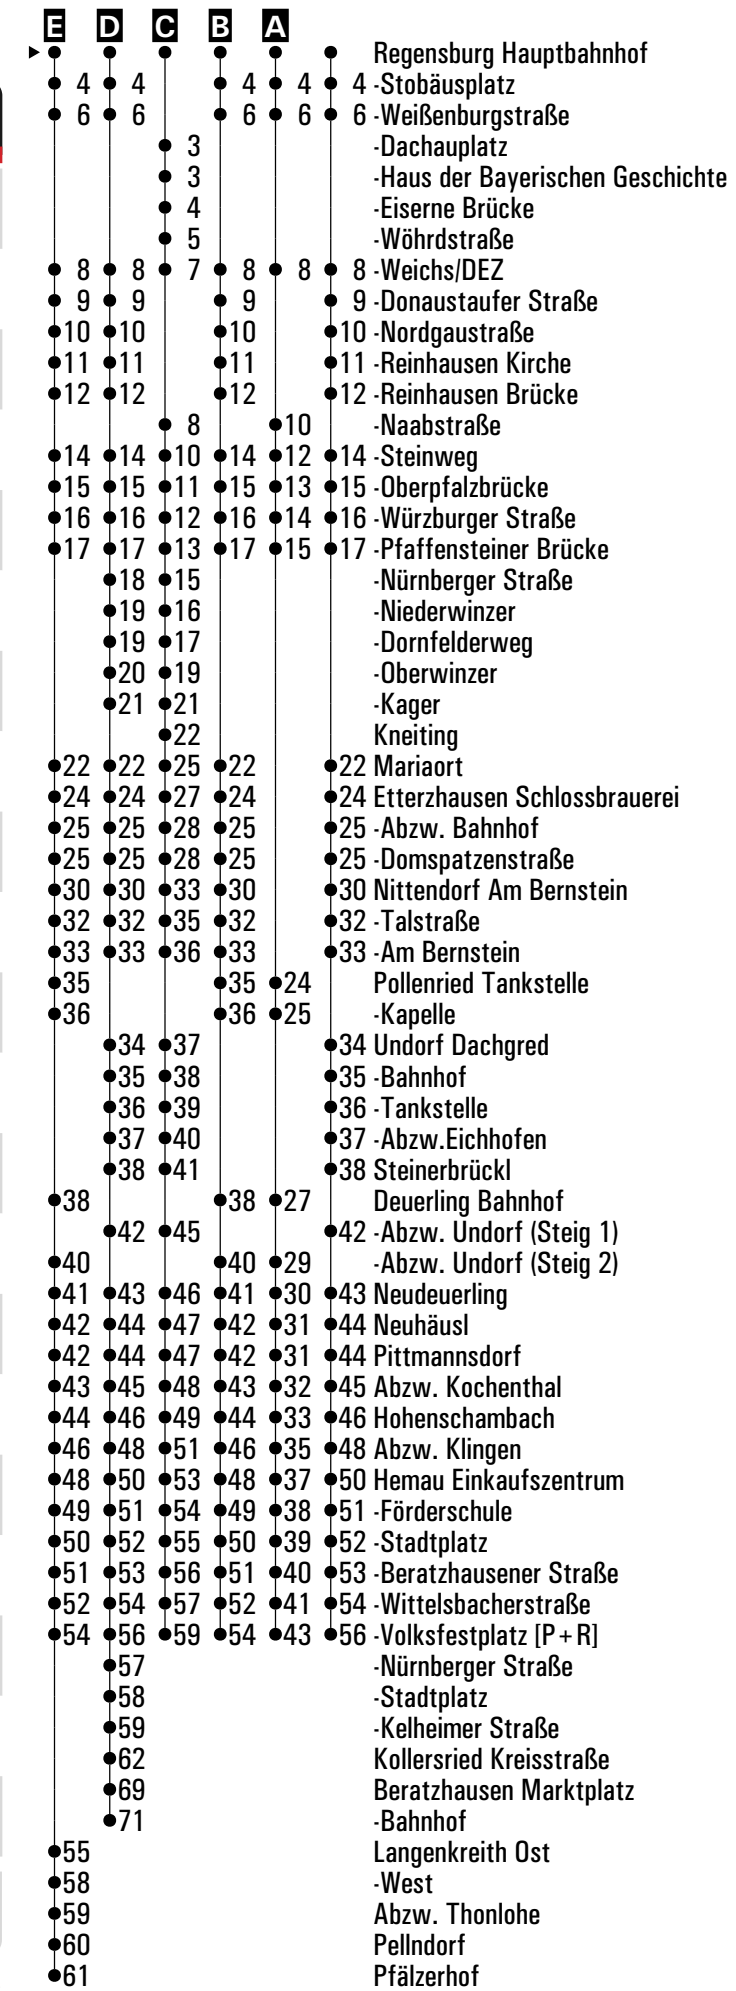 E D C B A
Regensburg Hauptbahnhof
4 4 4 4 4 -Stobäusplatz
6 6 6 6 6 -Weißenburgstraße
3 -Dachauplatz
3 -Haus der Bayerischen Geschichte
4 -Eiserne Brücke
5 -Wöhrdstraße
8 8 7 8 8 8 -Weichs/DEZ
9 9 9 9 -Donaustaufer Straße
10 10 10 10 -Nordgaustraße
11 11 11 11 -Reinhausen Kirche
12 12 12 12 -Reinhausen Brücke
8 10 -Naabstraße
14 14 10 14 12 14 -Steinweg
15 15 11 15 13 15 -Oberpfalzbrücke
16 16 12 16 14 16 -Würzburger Straße
17 17 13 17 15 17 -Pfaffensteiner Brücke
18 15 -Nürnberger Straße
19 16 -Niederwinzer
19 17 -Dornfelderweg
20 19 -Oberwinzer
21 21 -Kager
22 Kneiting
22 22 25 22 22 Mariaort
24 24 27 24 24 Etterzhausen Schlossbrauerei
25 25 28 25 25 -Abzw. Bahnhof
25 25 28 25 25 -Domspatzenstraße
30 30 33 30 30 Nittendorf Am Bernstein
32 32 35 32 32 -Talstraße
33 33 36 33 33 -Am Bernstein
35 35 24 Pollenried Tankstelle
36 36 25 -Kapelle
34 37 34 Undorf Dachgred
35 38 35 -Bahnhof
36 39 36 -Tankstelle
37 40 37 -Abzw.Eichhofen
38 41 38 Steinerbrückl
38 38 27 Deuerling Bahnhof
42 45 42 -Abzw. Undorf (Steig 1)
40 40 29 -Abzw. Undorf (Steig 2)
41 43 46 41 30 43 Neudeuerling
42 44 47 42 31 44 Neuhäusl
42 44 47 42 31 44 Pittmannsdorf
43 45 48 43 32 45 Abzw. Kochenthal
44 46 49 44 33 46 Hohenschambach
46 48 51 46 35 48 Abzw. Klingen
48 50 53 48 37 50 Hemau Einkaufszentrum
49 51 54 49 38 51 -Förderschule
50 52 55 50 39 52 -Stadtplatz
51 53 56 51 40 53 -Beratzhausener Straße
52 54 57 52 41 54 -Wittelsbacherstraße
54 56 59 54 43 56 -Volksfestplatz [P+R]
57 -Nürnberger Straße
58 -Stadtplatz
59 -Kelheimer Straße
62 Kollersried Kreisstraße
69 Beratzhausen Marktplatz
71 -Bahnhof
55 Langenkreith Ost
58 -West
59 Abzw. Thonlohe
60 Pellndorf
61 Pfälzerhof